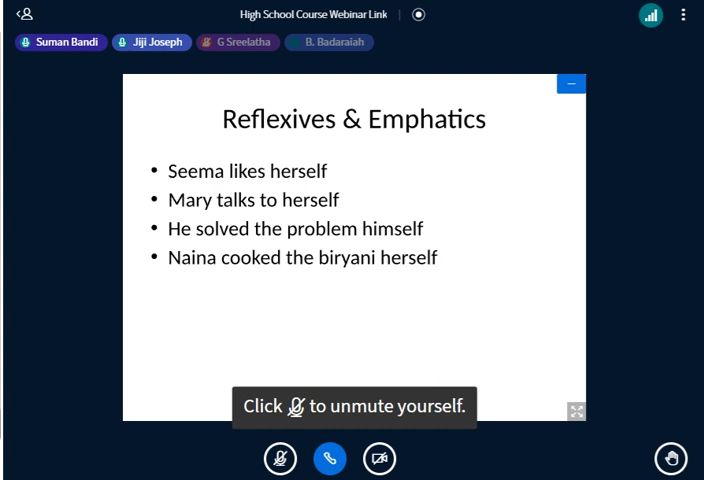 High School Course Webinar Link
Suman Bandi Jiji Joseph G Sreelatha B. Badaraiah
Reflexives & Emphatics
• Seema likes herself
• Mary talks to herself
• He solved the problem himself
• Naina cooked the biryani herself
Click to unmute yourself.